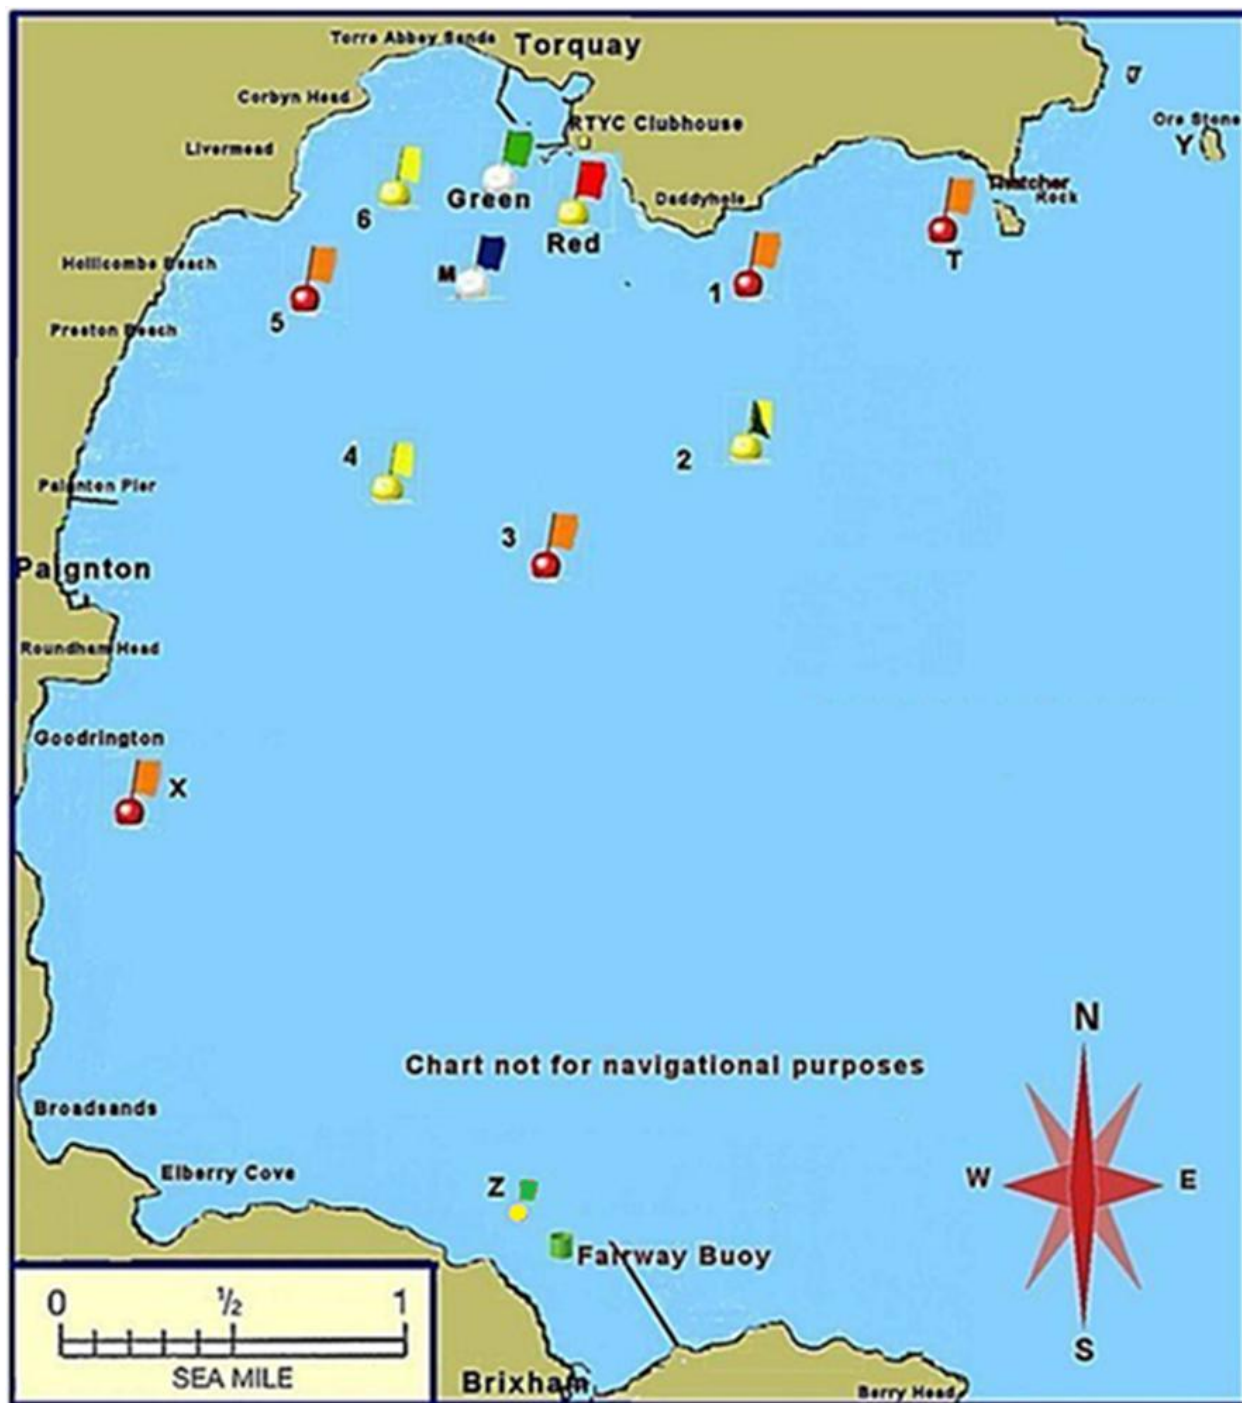 Torre Abbey Sands
Torquay
Corbyn Head
RTYC Clubhouse
Livermead
Ore Stone
Y
Green
6
Red
Daddyhole
Thatcher
Rock
T
Hollicombe Beach
M
1
5
Preston Beach
4
2
Paignton Pier
3
Paignton
Roundham Head
Goodrington
X
Chart not for navigational purposes
N
W
E
S
Broadsands
Elberry Cove
Z
Fairway Buoy
0 ½ 1
SEA MILE
Brixham
Berry Head